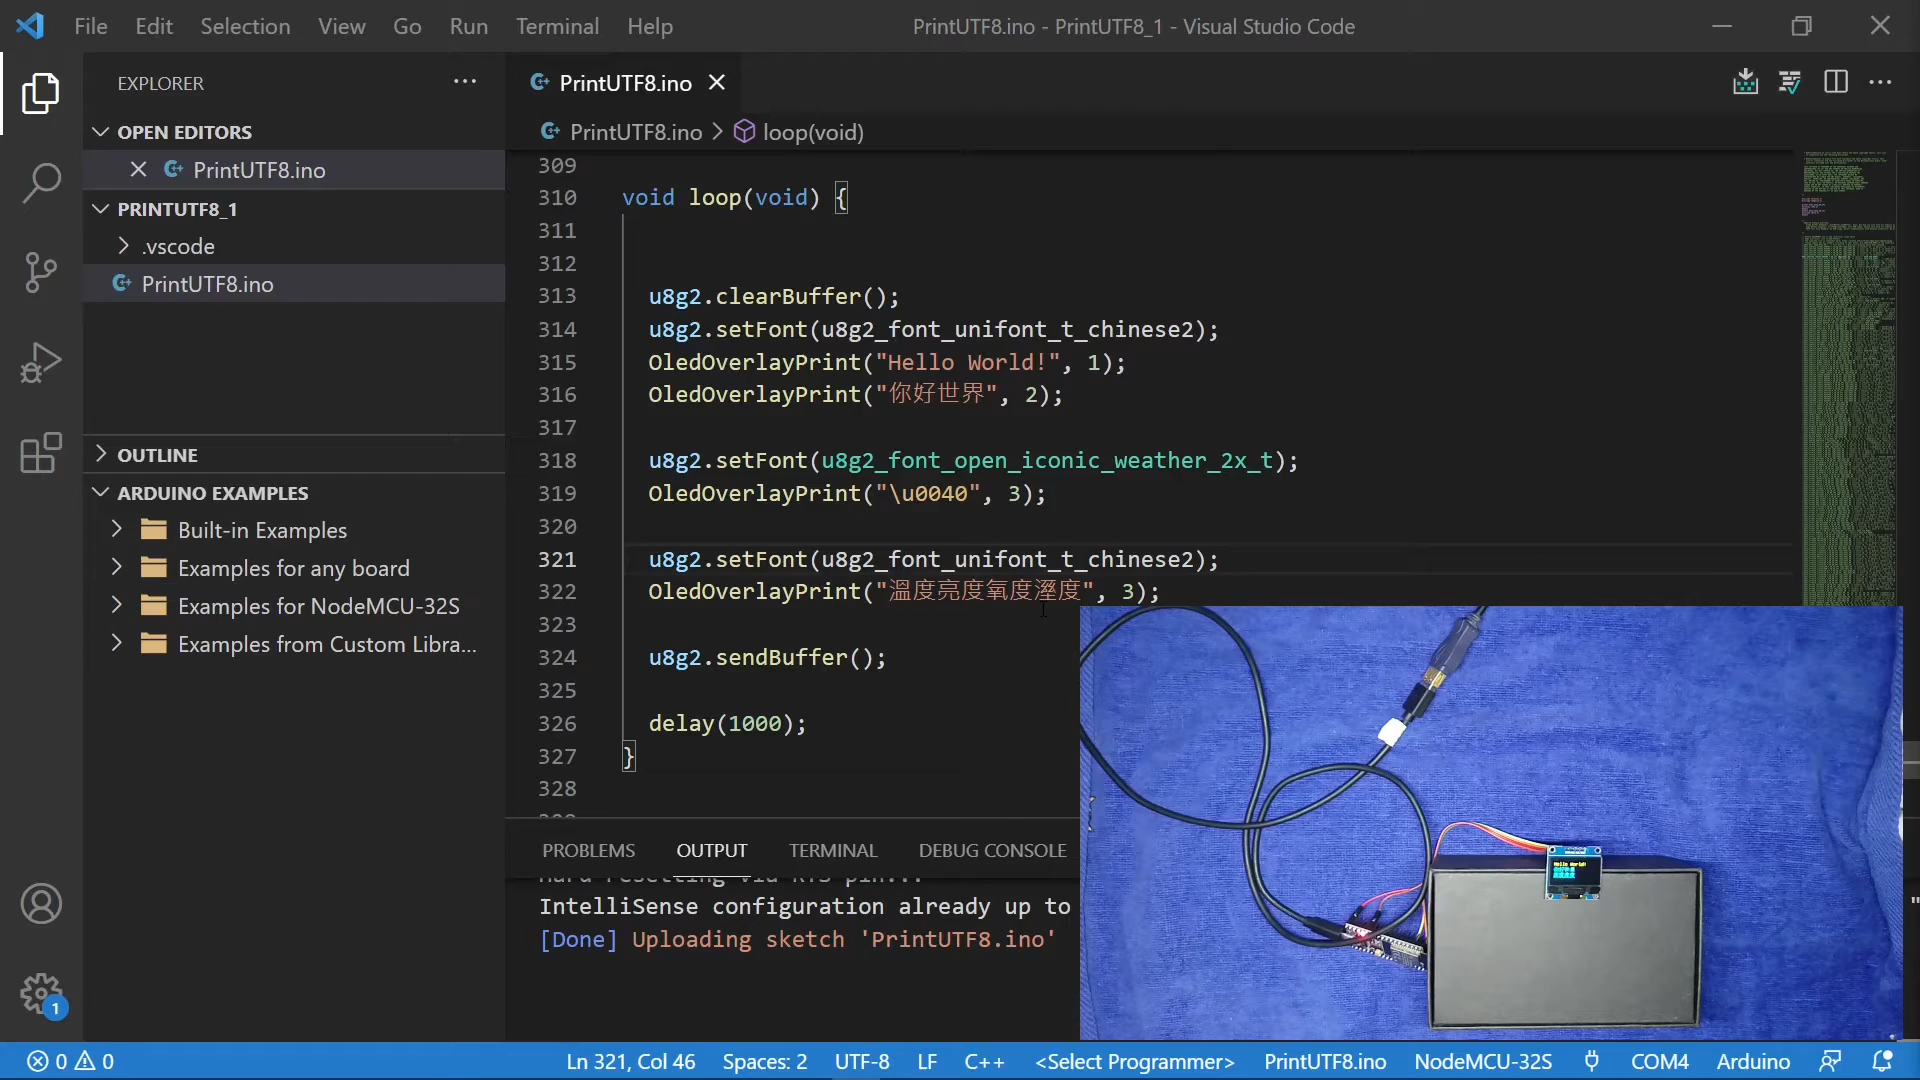 File Edit Selection View Go Run Terminal Help
PrintUTF8.ino - PrintUTF8_1 - Visual Studio Code
EXPLORER
OPEN EDITORS
PrintUTF8.ino
PRINTUTF8_1
.vscode
PrintUTF8.ino
OUTLINE
ARDUINO EXAMPLES
Built-in Examples
Examples for any board
Examples for NodeMCU-32S
Examples from Custom Libra...
PrintUTF8.ino
PrintUTF8.ino > loop(void)
309
310 void loop(void) {
311
312
313 u8g2.clearBuffer();
314 u8g2.setFont(u8g2_font_unifont_t_chinese2);
315 OledOverlayPrint("Hello World!", 1);
316 OledOverlayPrint("你好世界", 2);
317
318 u8g2.setFont(u8g2_font_open_iconic_weather_2x_t);
319 OledOverlayPrint("\u0040", 3);
320
321 u8g2.setFont(u8g2_font_unifont_t_chinese2);
322 OledOverlayPrint("溫度亮度氧度溼度", 3);
323
324 u8g2.sendBuffer();
325
326 delay(1000);
327 }
328
PROBLEMS OUTPUT TERMINAL DEBUG CONSOLE
IntelliSense configuration already up to
[Done] Uploading sketch 'PrintUTF8.ino'
Hello World!
1
0 0
Ln 321, Col 46 Spaces: 2 UTF-8 LF C++ <Select Programmer> PrintUTF8.ino NodeMCU-32S COM4 Arduino